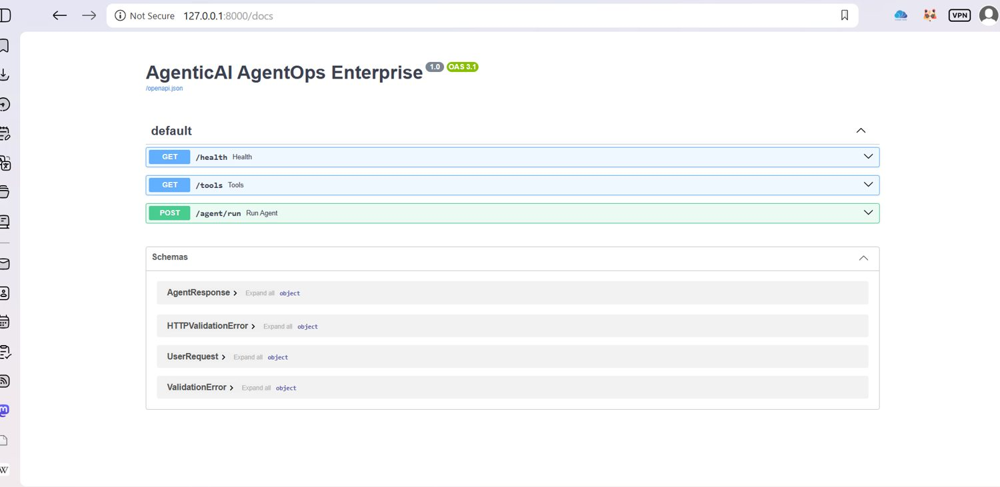 Not Secure 127.0.0.1:8000/docs
VPN
AgenticAI AgentOps Enterprise 1.0 OAS 3.1
/openapi.json
default
GET /health Health
GET /tools Tools
POST /agent/run Run Agent
Schemas
AgentResponse Expand all object
HTTPValidationError Expand all object
UserRequest Expand all object
ValidationError Expand all object
m
W